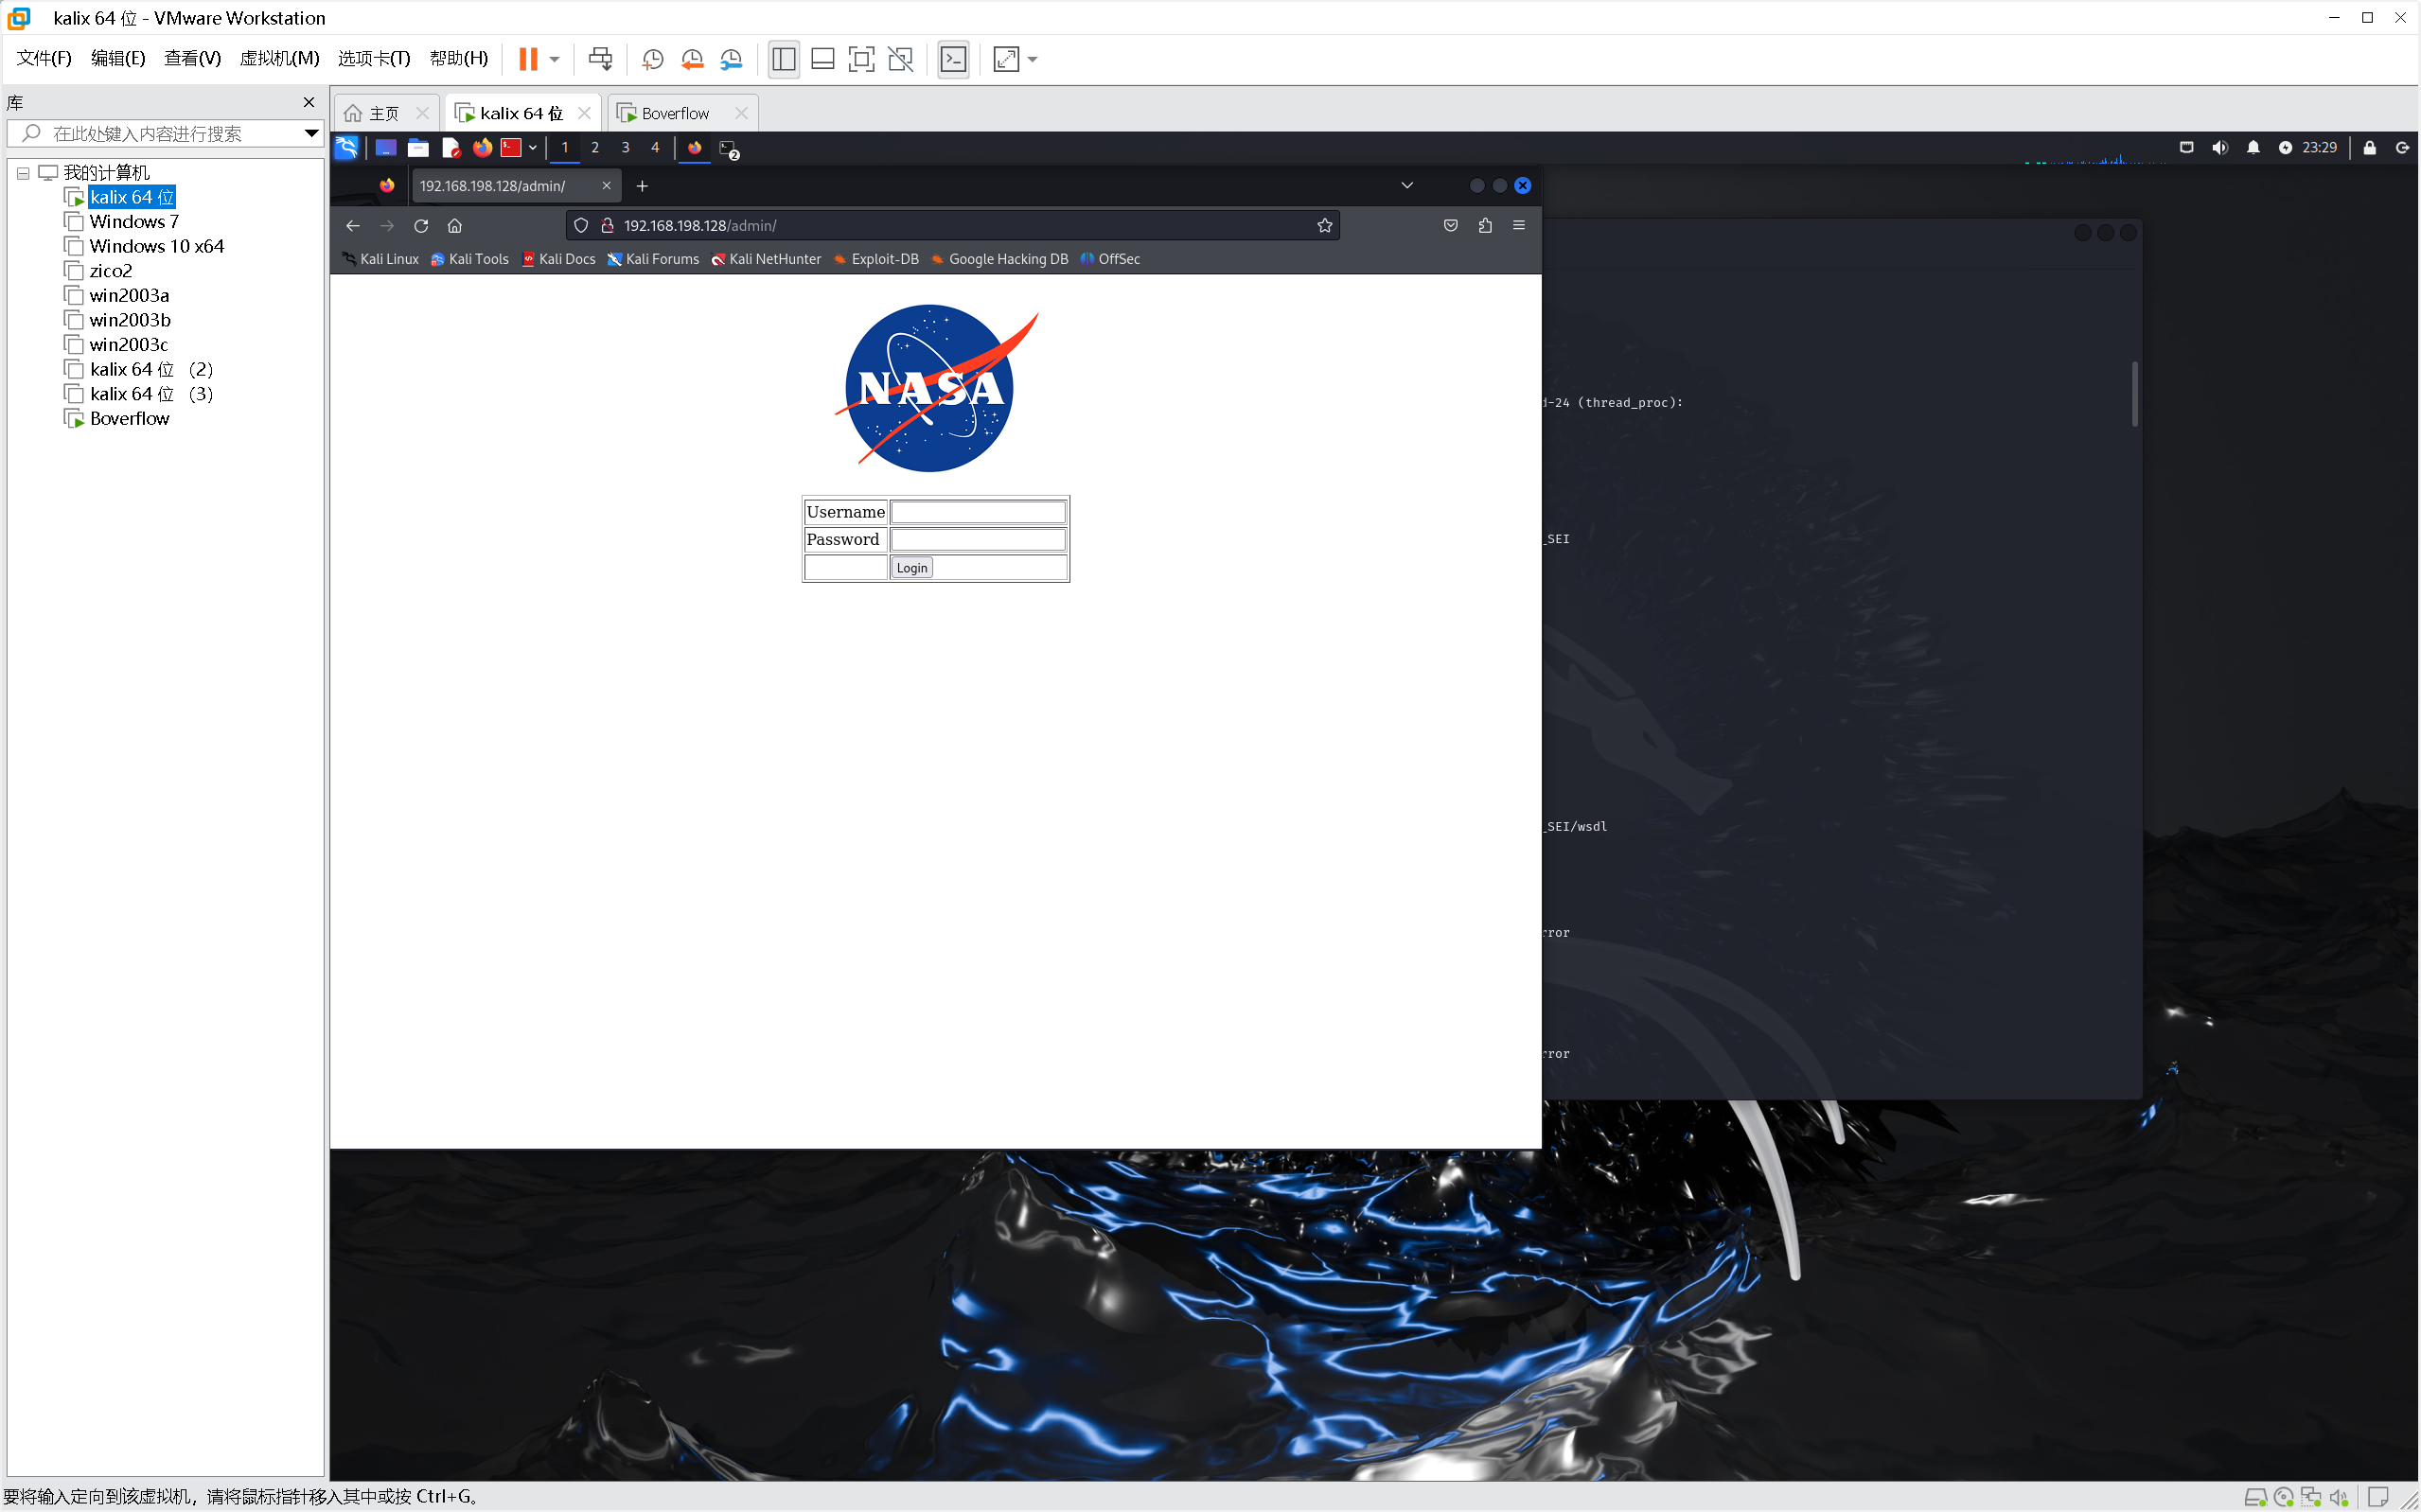 kalix 64 位 - VMware Workstation
文件(F) 编辑(E) 查看(V) 虚拟机(M) 选项卡(T) 帮助(H)
库
在此处键入内容进行搜索
我的计算机
kalix 64 位
Windows 7
Windows 10 x64
zico2
win2003a
win2003b
win2003c
kalix 64 位 （2）
kalix 64 位 （3）
Boverflow
主页 kalix 64 位 Boverflow
1 2 3 4 2 23:29
192.168.198.128/admin/
192.168.198.128/admin/
Kali Linux Kali Tools Kali Docs Kali Forums Kali NetHunter Exploit-DB Google Hacking DB OffSec
NASA
Username
Password
Login
d-24 (thread_proc):
_SEI
_SEI/wsdl
rror
rror
要将输入定向到该虚拟机，请将鼠标指针移入其中或按 Ctrl+G。